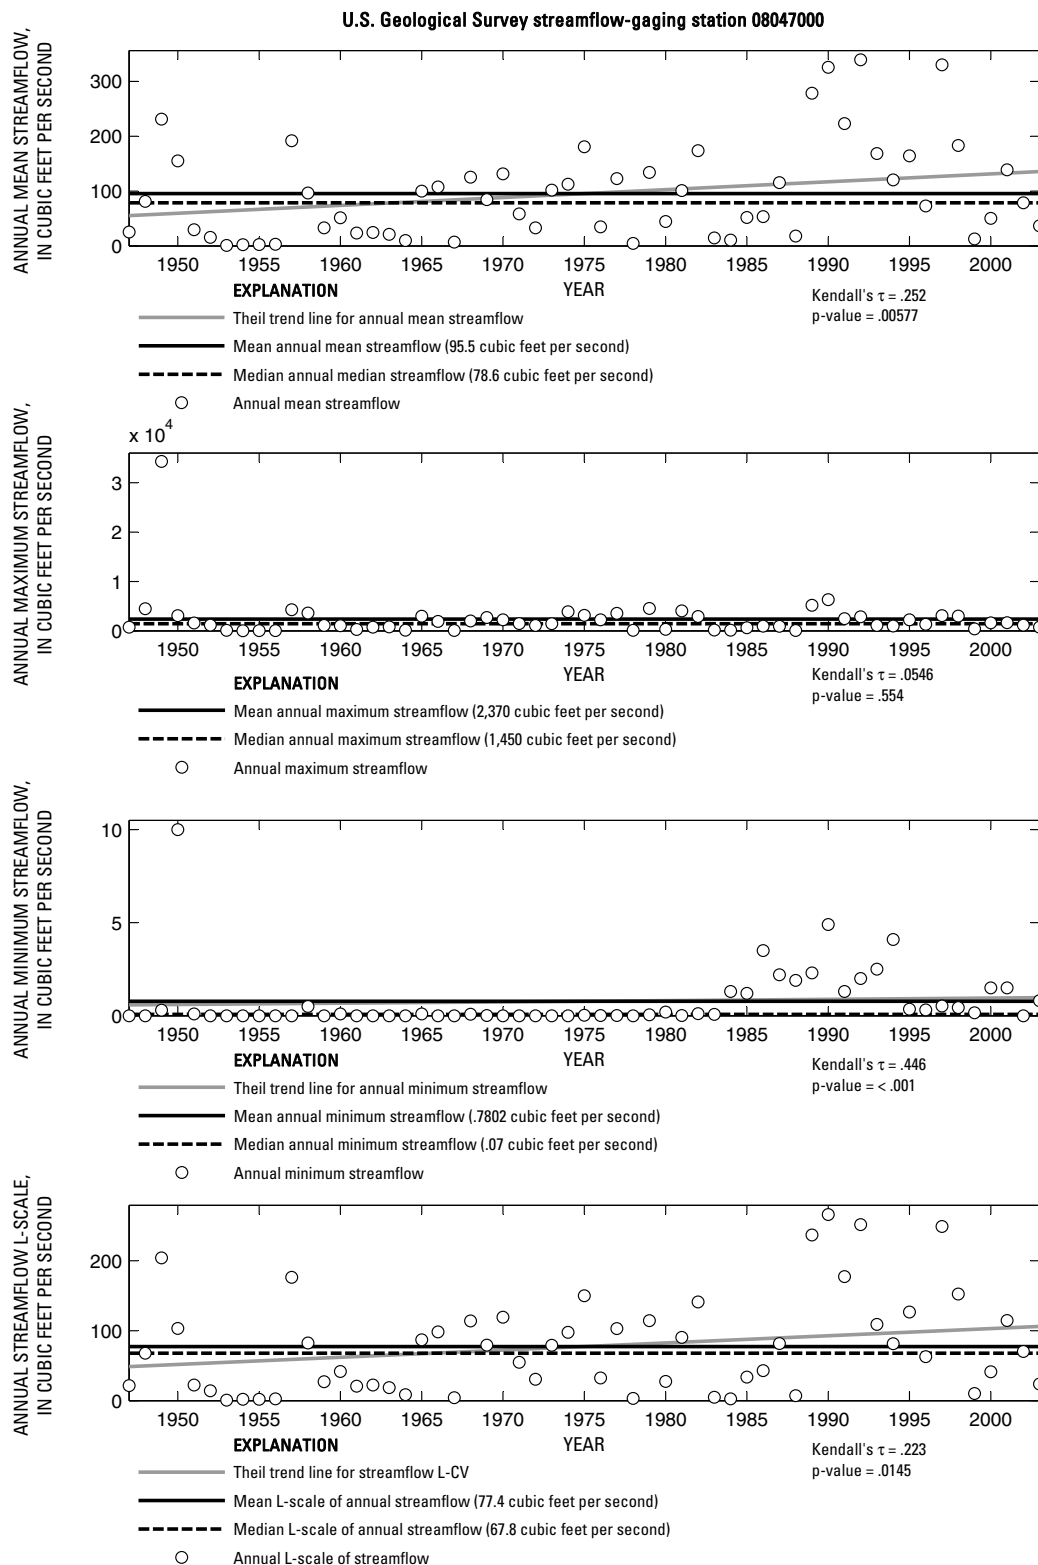 U.S. Geological Survey streamflow-gaging station 08047000
ANNUAL MEAN STREAMFLOW,
IN CUBIC FEET PER SECOND
300
200
100
0
1950 1955 1960 1965 1970 1975 1980 1985 1990 1995 2000
YEAR
EXPLANATION
Theil trend line for annual mean streamflow
Mean annual mean streamflow (95.5 cubic feet per second)
Median annual median streamflow (78.6 cubic feet per second)
Annual mean streamflow
Kendall's τ = .252
p-value = .00577
ANNUAL MAXIMUM STREAMFLOW,
IN CUBIC FEET PER SECOND
x 10^4
3
2
1
0
1950 1955 1960 1965 1970 1975 1980 1985 1990 1995 2000
YEAR
EXPLANATION
Mean annual maximum streamflow (2,370 cubic feet per second)
Median annual maximum streamflow (1,450 cubic feet per second)
Annual maximum streamflow
Kendall's τ = .0546
p-value = .554
ANNUAL MINIMUM STREAMFLOW,
IN CUBIC FEET PER SECOND
10
5
0
1950 1955 1960 1965 1970 1975 1980 1985 1990 1995 2000
YEAR
EXPLANATION
Theil trend line for annual minimum streamflow
Mean annual minimum streamflow (.7802 cubic feet per second)
Median annual minimum streamflow (.07 cubic feet per second)
Annual minimum streamflow
Kendall's τ = .446
p-value = < .001
ANNUAL STREAMFLOW L-SCALE,
IN CUBIC FEET PER SECOND
200
100
0
1950 1955 1960 1965 1970 1975 1980 1985 1990 1995 2000
YEAR
EXPLANATION
Theil trend line for streamflow L-CV
Mean L-scale of annual streamflow (77.4 cubic feet per second)
Median L-scale of annual streamflow (67.8 cubic feet per second)
Annual L-scale of streamflow
Kendall's τ = .223
p-value = .0145